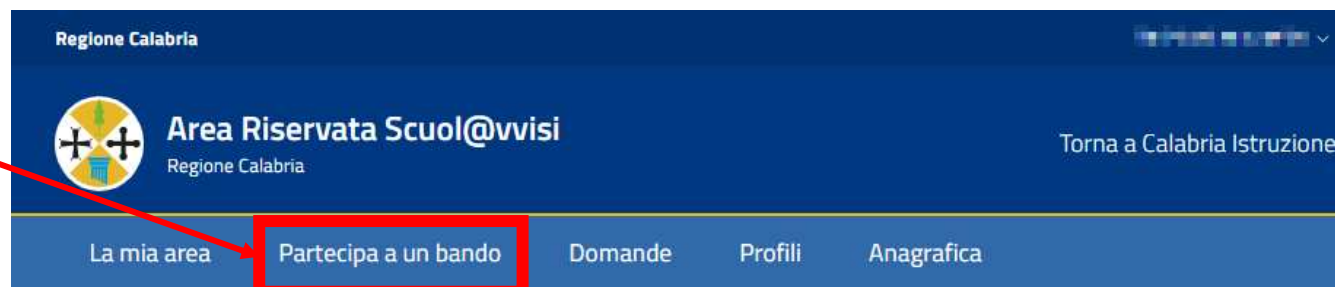 Regione Calabria
Area Riservata Scuol@vvisi
Regione Calabria
Torna a Calabria Istruzione
La mia area Partecipa a un bando Domande Profili Anagrafica